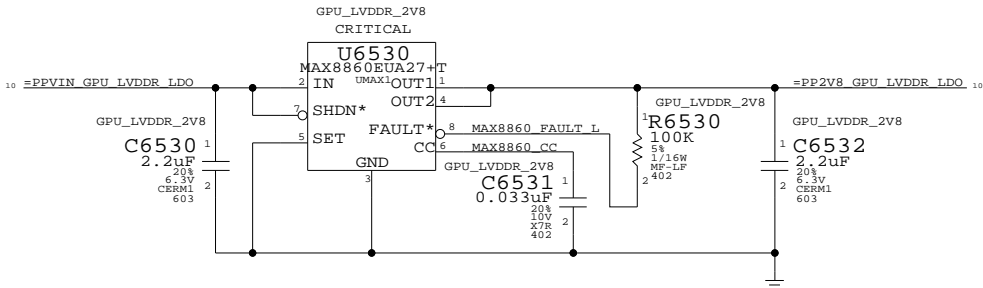 GPU_LVDDR_2V8
CRITICAL
U6530
MAX8860EUA27+T
UMAX1
10 =PPVIN_GPU_LVDDR_LDO
2 IN
OUT1 1
=PP2V8_GPU_LVDDR_LDO 10
OUT2 4
7 SHDN*
GPU_LVDDR_2V8
C6530
2.2uF
20%
6.3V
CERM1
603
1
2
5 SET
FAULT* 8
MAX8860_FAULT_L
CC 6
MAX8860_CC
GND
3
GPU_LVDDR_2V8
C6531
0.033uF
20%
10V
X7R
402
1
2
GPU_LVDDR_2V8
R6530
100K
5%
1/16W
MF-LF
402
1
2
GPU_LVDDR_2V8
C6532
2.2uF
20%
6.3V
CERM1
603
1
2